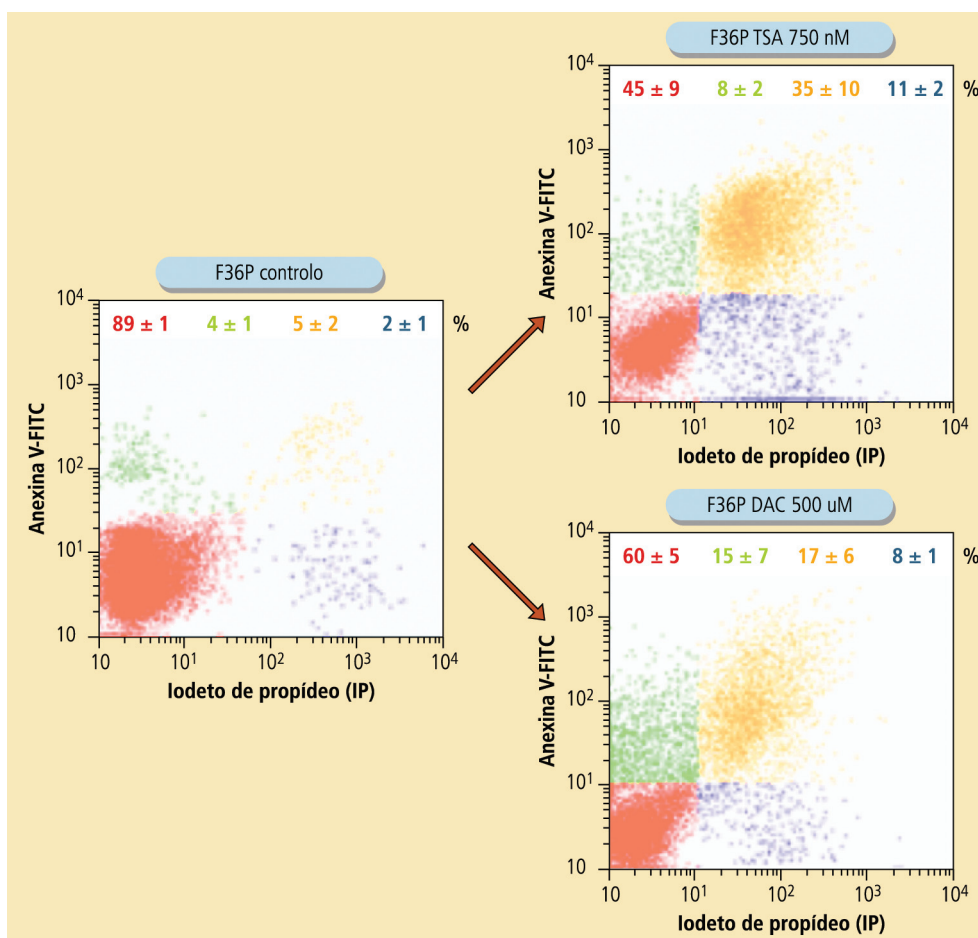 F36P TSA 750 nM
10⁴
45 ± 9 8 ± 2 35 ± 10 11 ± 2 %
10³
10²
10¹
10
Anexina V-FITC
10 10¹ 10² 10³ 10⁴
Iodeto de propídeo (IP)
F36P controlo
10⁴
89 ± 1 4 ± 1 5 ± 2 2 ± 1 %
10³
10²
10¹
10
Anexina V-FITC
10 10¹ 10² 10³ 10⁴
Iodeto de propídeo (IP)
F36P DAC 500 uM
10⁴
60 ± 5 15 ± 7 17 ± 6 8 ± 1 %
10³
10²
10¹
10
Anexina V-FITC
10 10¹ 10² 10³ 10⁴
Iodeto de propídeo (IP)